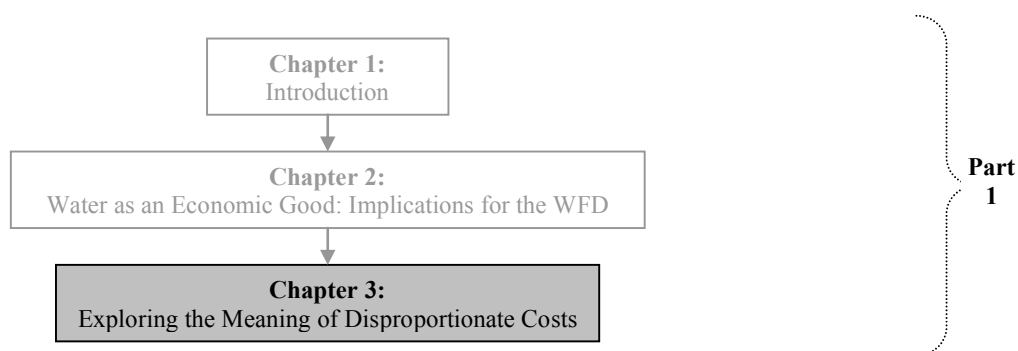 Chapter 1:
Introduction
Chapter 2:
Water as an Economic Good: Implications for the WFD
Chapter 3:
Exploring the Meaning of Disproportionate Costs
Part
1